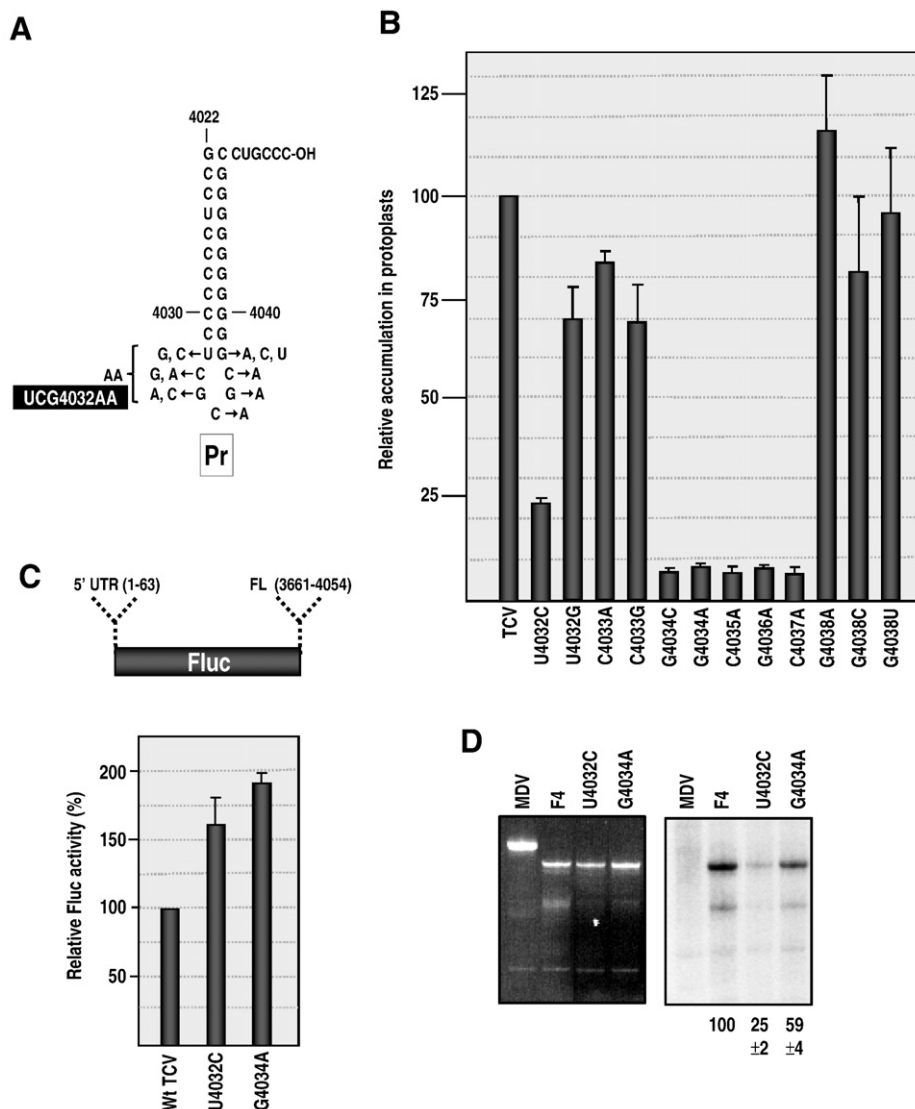 A
4022
G C CUGCCC-OH
C G
C G
U G
C G
C G
C G
C G
4030 C G 4040
C G
G, C ← U G → A, C, U
AA G, A ← C C → A
UCG4032AA A, C ← G G → A
C → A
Pr
B
Relative accumulation in protoplasts
125
100
75
50
25
TCV
U4032C
U4032G
C4033A
C4033G
G4034C
G4034A
C4035A
G4036A
C4037A
G4038A
G4038C
G4038U
C
5' UTR (1-63)
FL (3661-4054)
Fluc
Relative Fluc activity (%)
200
150
100
50
Wt TCV
U4032C
G4034A
D
MDV
F4
U4032C
G4034A
MDV
F4
U4032C
G4034A
100 25 59
±2 ±4